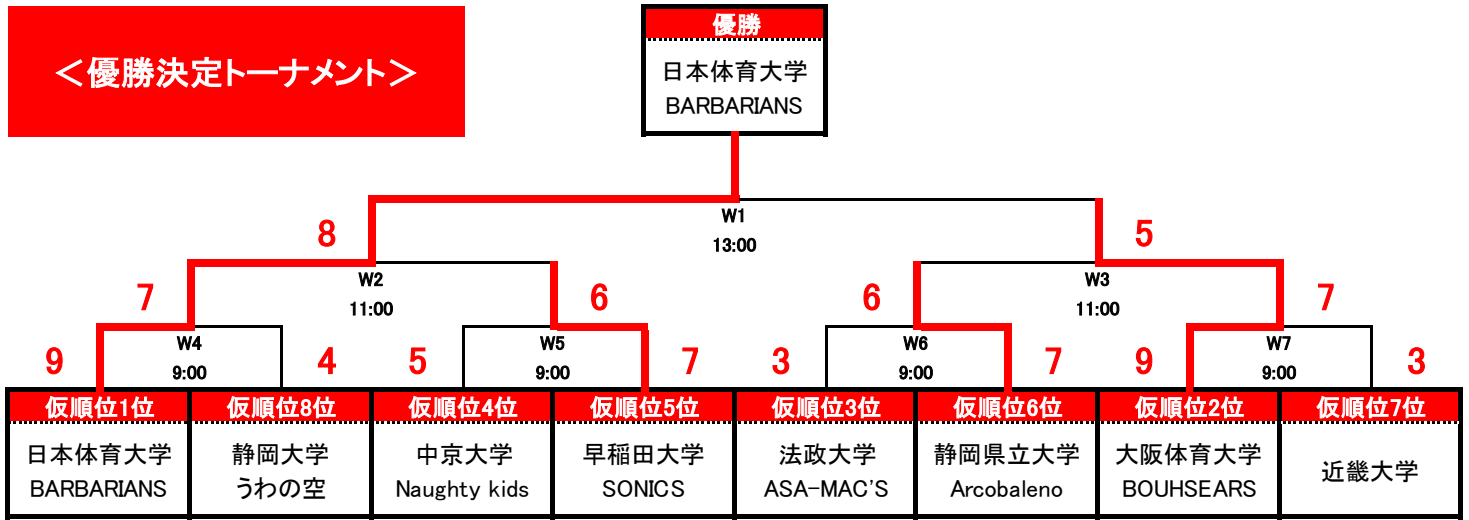 ＜優勝決定トーナメント＞
優勝
日本体育大学
BARBARIANS
W1
13:00
8
5
W2
11:00
W3
11:00
7
6
6
7
W4
9:00
W5
9:00
W6
9:00
W7
9:00
9
4
5
7
3
7
9
3
仮順位1位
仮順位8位
仮順位4位
仮順位5位
仮順位3位
仮順位6位
仮順位2位
仮順位7位
日本体育大学
BARBARIANS
静岡大学
うわの空
中京大学
Naughty kids
早稲田大学
SONICS
法政大学
ASA-MAC'S
静岡県立大学
Arcobaleno
大阪体育大学
BOUHSEARS
近畿大学